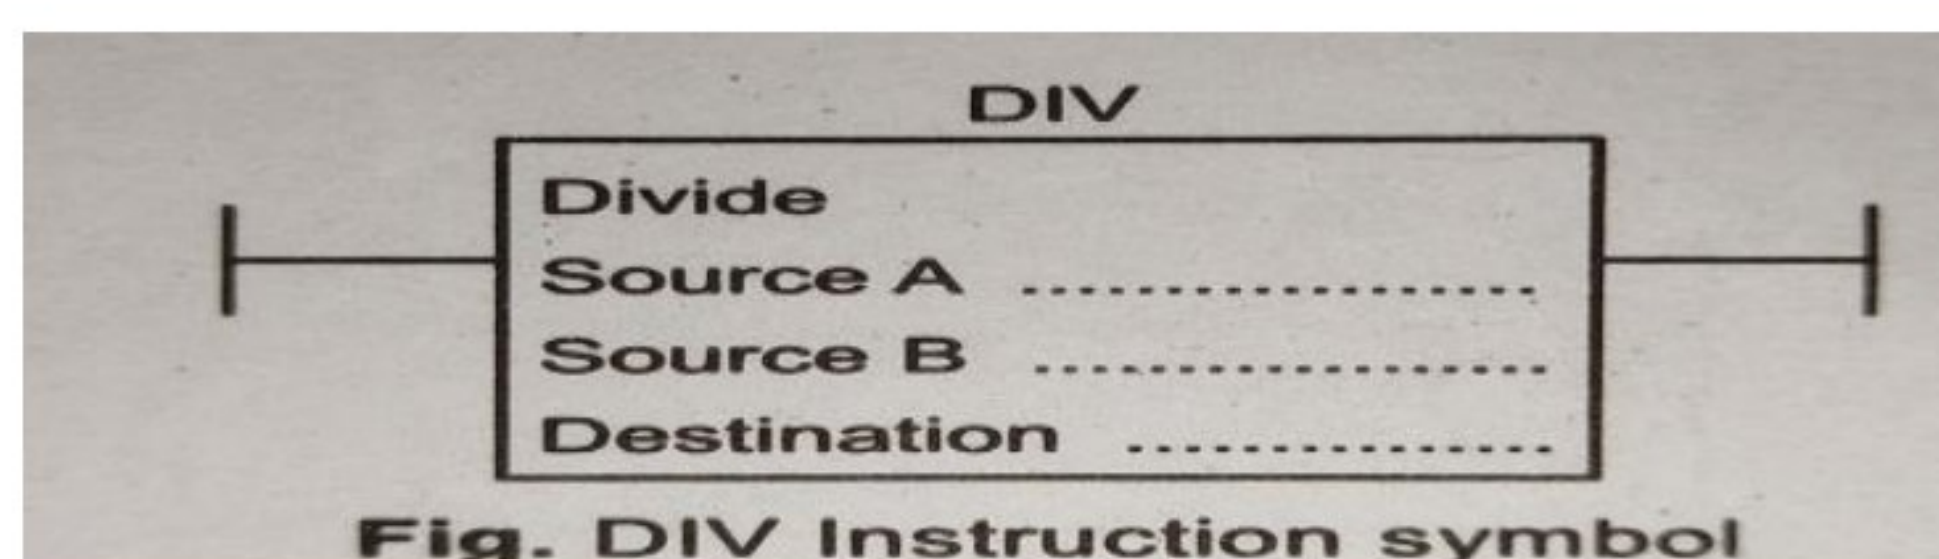 DIV
Divide
Source A ..................
Source B ..................
Destination ...............
Fig. DIV Instruction symbol